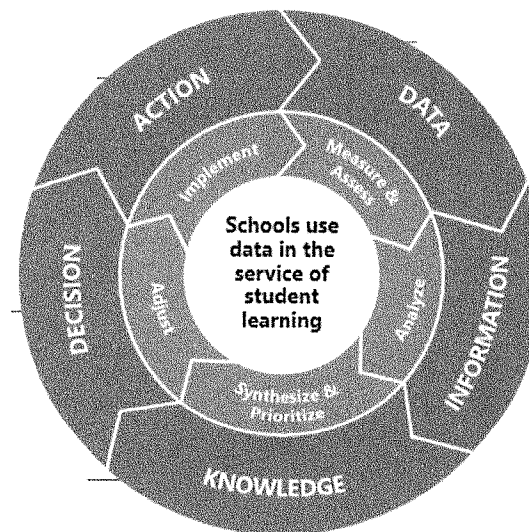 ACTION
DATA
INFORMATION
KNOWLEDGE
DECISION
Implement
Measure &
Assess
Analyze
Synthesize &
Prioritize
Adjust
Schools use
data in the
service of
student
learning